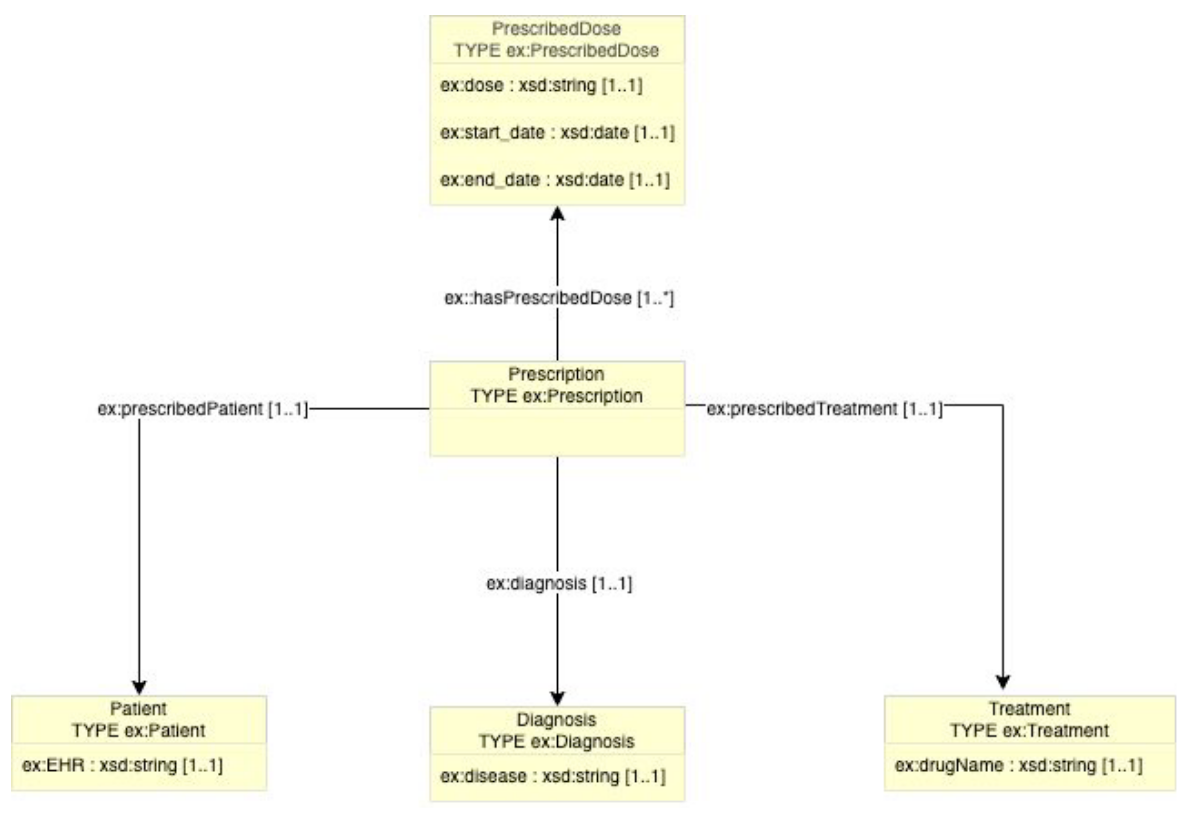 PrescribedDose
TYPE ex:PrescribedDose
ex:dose : xsd:string [1..1]
ex:start_date : xsd:date [1..1]
ex:end_date : xsd:date [1..1]
ex::hasPrescribedDose [1..*]
Prescription
TYPE ex:Prescription
ex:prescribedPatient [1..1]
ex:prescribedTreatment [1..1]
ex:diagnosis [1..1]
Patient
TYPE ex:Patient
ex:EHR : xsd:string [1..1]
Diagnosis
TYPE ex:Diagnosis
ex:disease : xsd:string [1..1]
Treatment
TYPE ex:Treatment
ex:drugName : xsd:string [1..1]